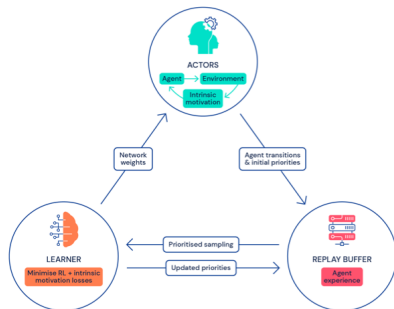 ACTORS
Agent
Environment
Intrinsic
motivation
Network
weights
Agent transitions
& initial priorities
LEARNER
Minimise RL + intrinsic
motivation losses
Prioritised sampling
Updated priorities
REPLAY BUFFER
Agent
experience